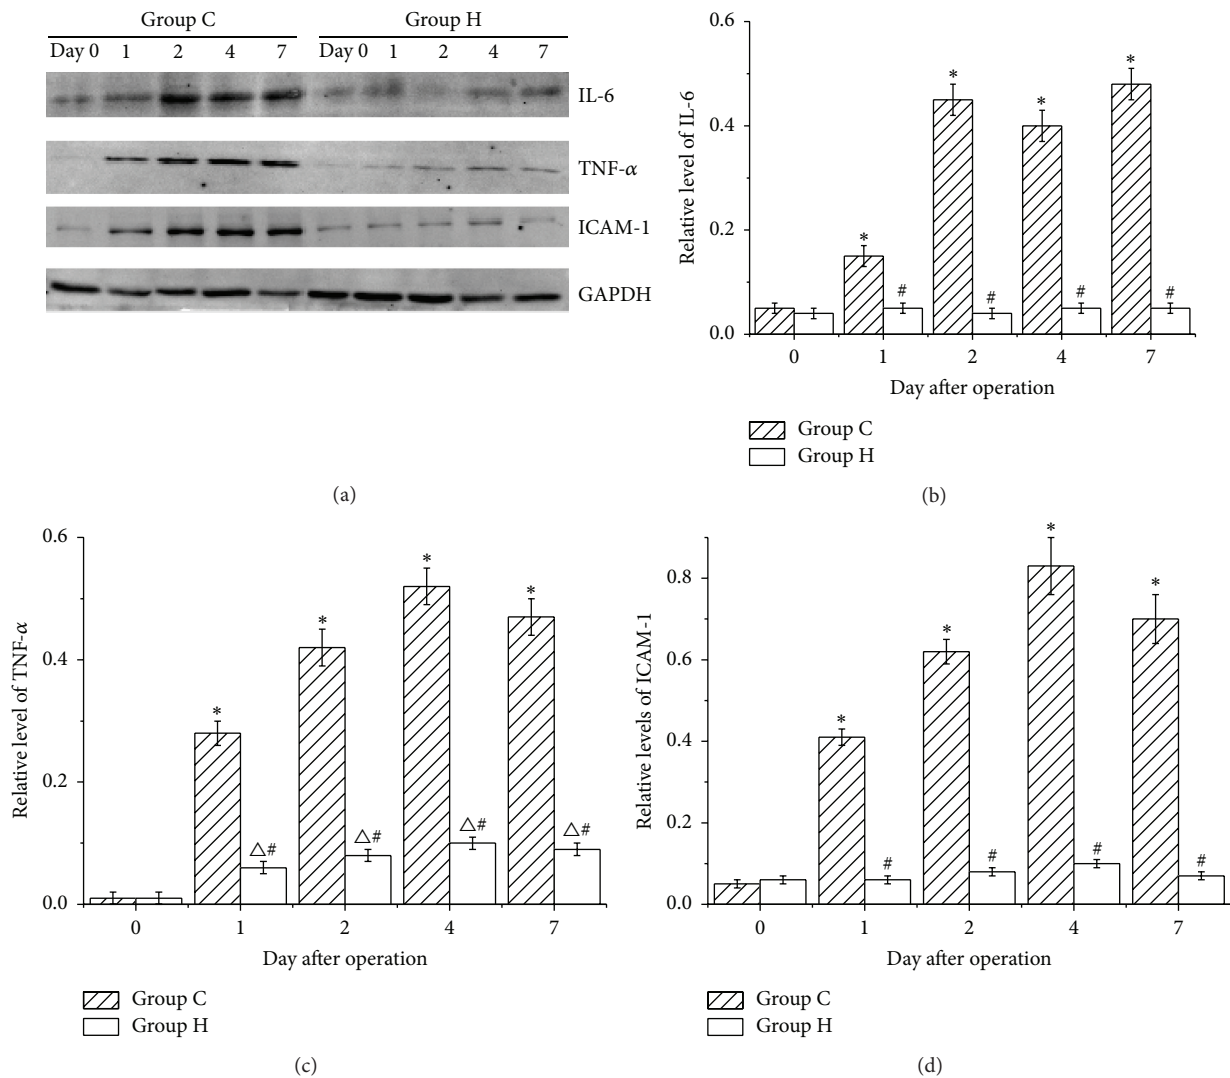 Group C Group H
Day 0 1 2 4 7 Day 0 1 2 4 7
IL-6
TNF-α
ICAM-1
GAPDH
(a)
Relative level of IL-6
0.6
0.4
0.2
0.0
*
*
*
*
# # # #
0 1 2 4 7
Day after operation
Group C
Group H
(b)
Relative level of TNF-α
0.6
0.4
0.2
0.0
*
*
*
*
△# △# △# △#
0 1 2 4 7
Day after operation
Group C
Group H
(c)
Relative levels of ICAM-1
0.8
0.6
0.4
0.2
0.0
*
*
*
*
# # # #
0 1 2 4 7
Day after operation
Group C
Group H
(d)